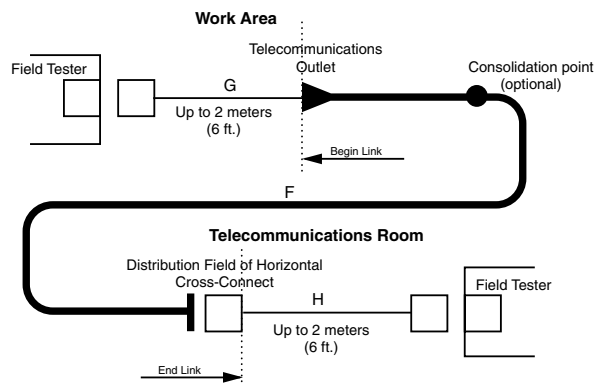 Work Area
Telecommunications
Outlet
Field Tester
Consolidation point
(optional)
G
Up to 2 meters
(6 ft.)
Begin Link
F
Telecommunications Room
Distribution Field of Horizontal
Cross-Connect
H
Field Tester
Up to 2 meters
(6 ft.)
End Link